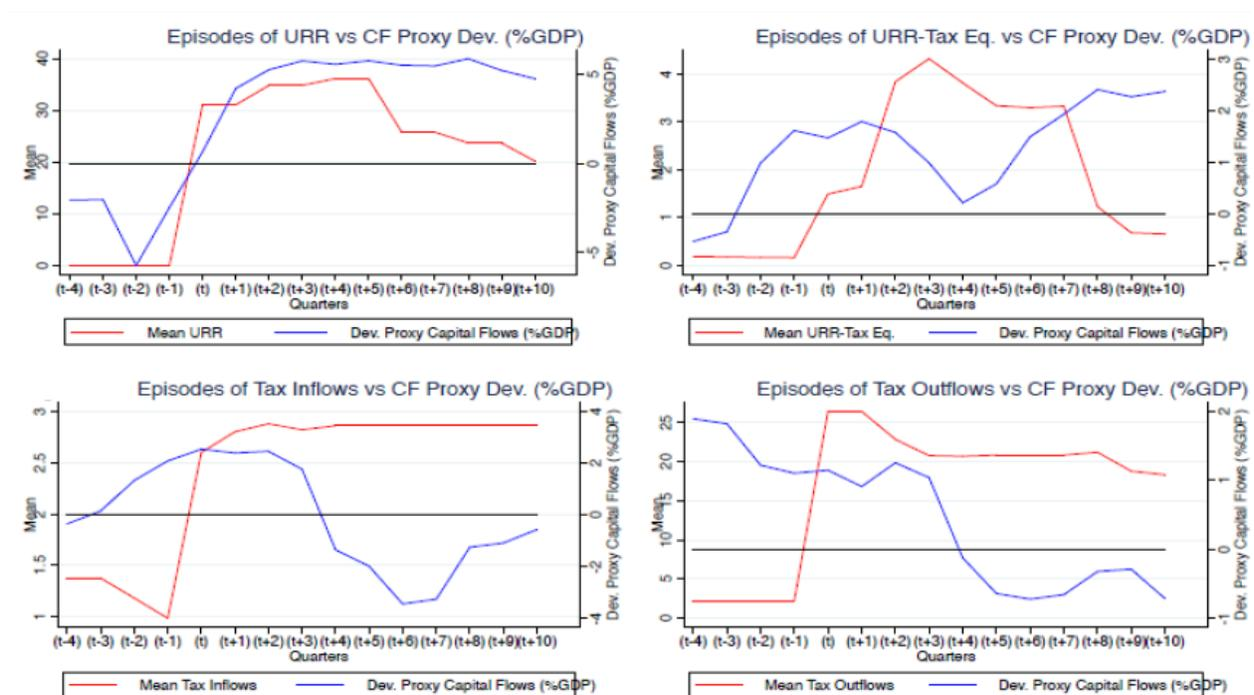 Episodes of URR vs CF Proxy Dev. (%GDP)
Mean
0 10 20 30 40
-5 0 5
Dev. Proxy Capital Flows (%GDP)
(t-4) (t-3) (t-2) (t-1) (t) (t+1) (t+2) (t+3) (t+4) (t+5) (t+6) (t+7) (t+8) (t+9) (t+10)
Quarters
Mean URR Dev. Proxy Capital Flows (%GDP)
Episodes of URR-Tax Eq. vs CF Proxy Dev. (%GDP)
Mean
0 1 2 3 4
-1 0 1 2 3
Dev. Proxy Capital Flows (%GDP)
(t-4) (t-3) (t-2) (t-1) (t) (t+1) (t+2) (t+3) (t+4) (t+5) (t+6) (t+7) (t+8) (t+9) (t+10)
Quarters
Mean URR-Tax Eq. Dev. Proxy Capital Flows (%GDP)
Episodes of Tax Inflows vs CF Proxy Dev. (%GDP)
Mean
1 1.5 2 2.5 3
-4 -2 0 2 4
Dev. Proxy Capital Flows (%GDP)
(t-4) (t-3) (t-2) (t-1) (t) (t+1) (t+2) (t+3) (t+4) (t+5) (t+6) (t+7) (t+8) (t+9) (t+10)
Quarters
Mean Tax Inflows Dev. Proxy Capital Flows (%GDP)
Episodes of Tax Outflows vs CF Proxy Dev. (%GDP)
Mean
0 5 10 15 20 25
-1 0 1 2
Dev. Proxy Capital Flows (%GDP)
(t-4) (t-3) (t-2) (t-1) (t) (t+1) (t+2) (t+3) (t+4) (t+5) (t+6) (t+7) (t+8) (t+9) (t+10)
Quarters
Mean Tax Outflows Dev. Proxy Capital Flows (%GDP)